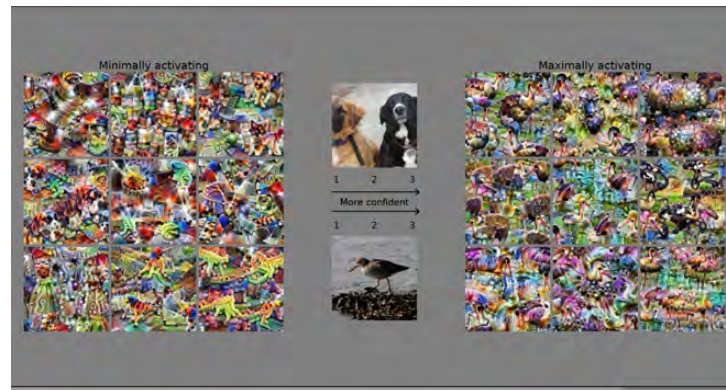 Minimally activating
Maximally activating
1 2 3
More confident
1 2 3